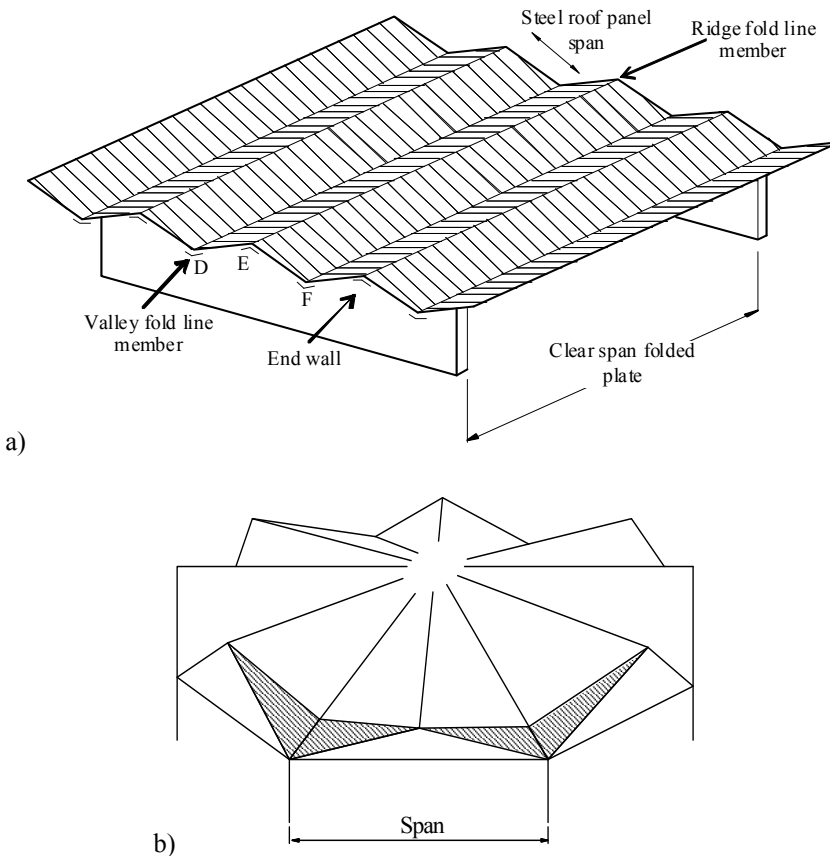 Steel roof panel
span
Ridge fold line
member
D
E
F
Valley fold line
member
End wall
Clear span folded
plate
a)
Span
b)